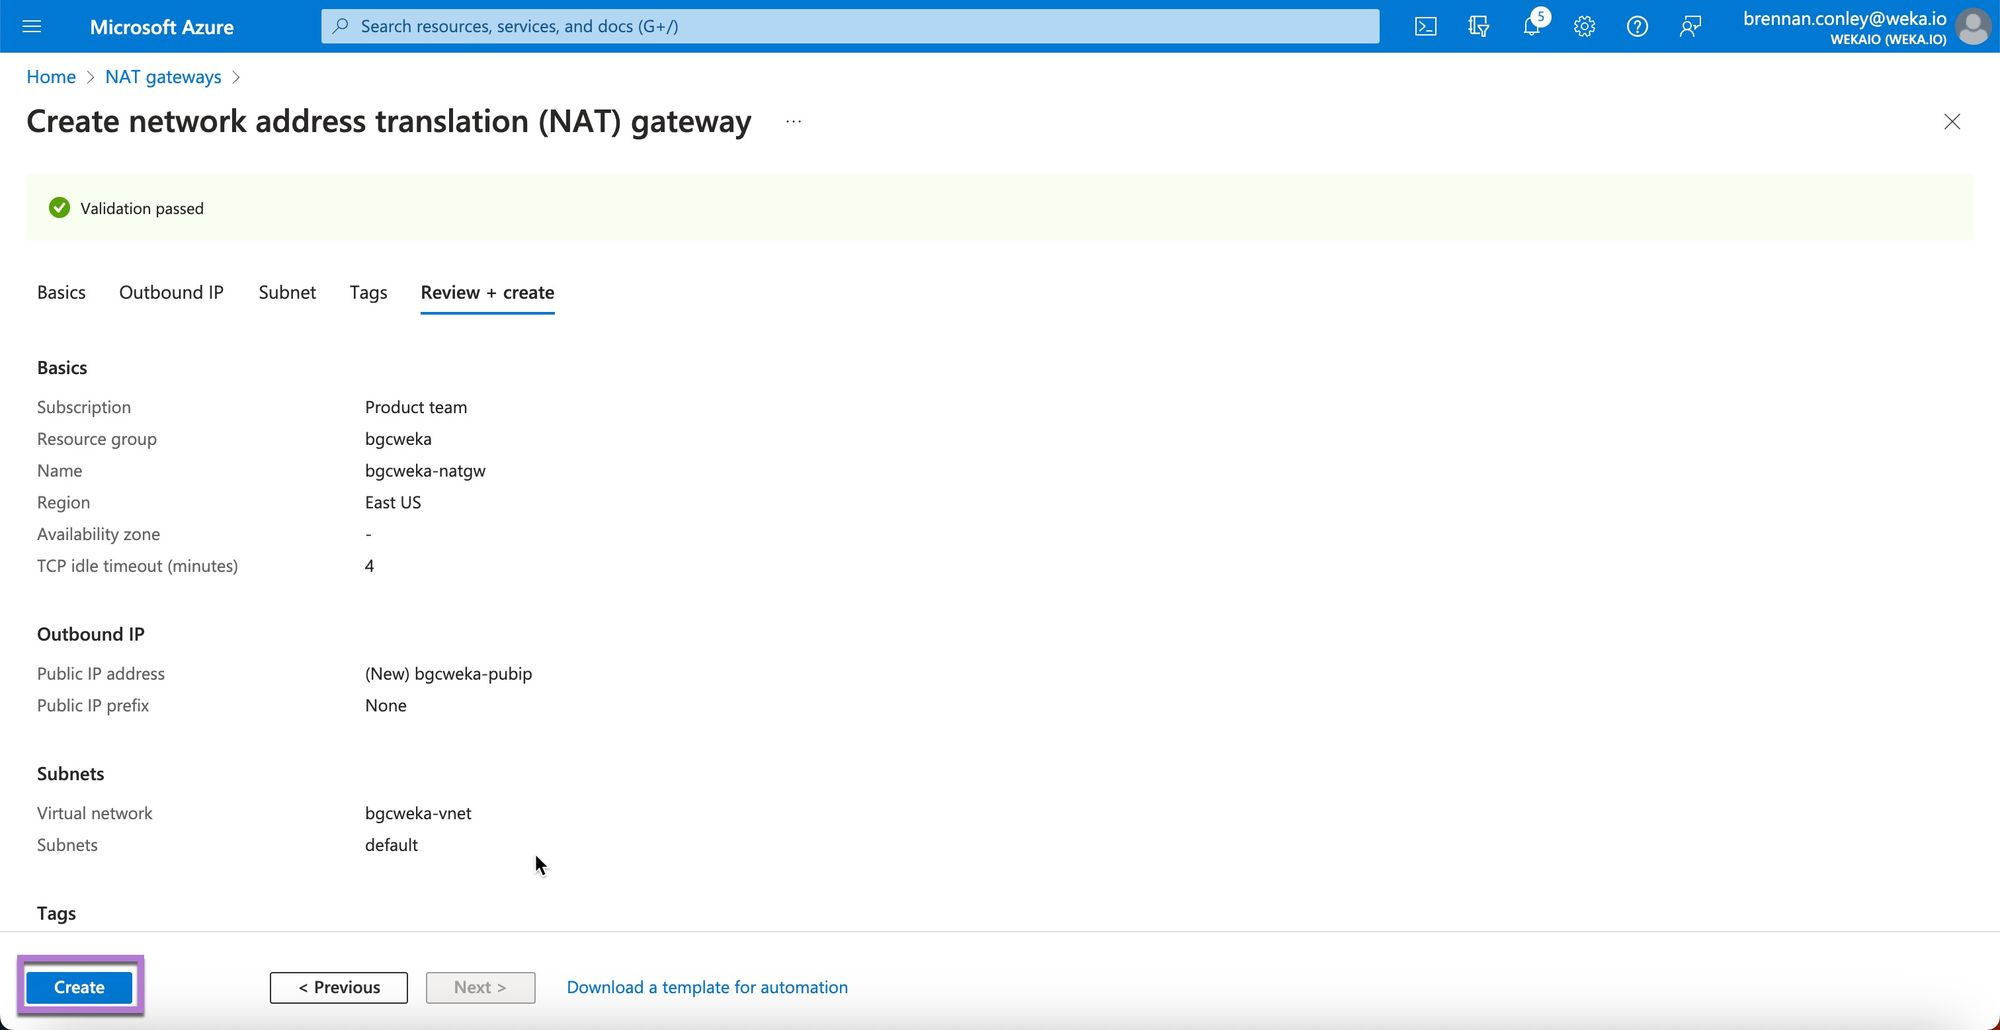 Microsoft Azure
Search resources, services, and docs (G+/)
5
brennan.conley@weka.io
WEKAIO (WEKA.IO)
Home > NAT gateways >
Create network address translation (NAT) gateway ...
Validation passed
Basics Outbound IP Subnet Tags Review + create
Basics
Subscription Product team
Resource group bgcweka
Name bgcweka-natgw
Region East US
Availability zone -
TCP idle timeout (minutes) 4
Outbound IP
Public IP address (New) bgcweka-pubip
Public IP prefix None
Subnets
Virtual network bgcweka-vnet
Subnets default
Tags
Create < Previous Next > Download a template for automation